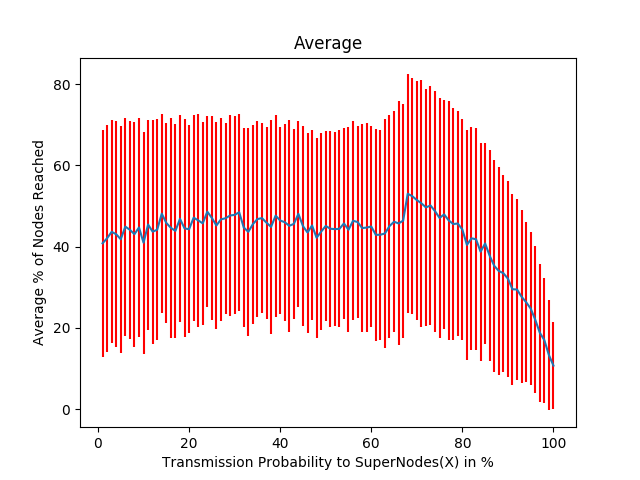 Average
Average % of Nodes Reached
80
60
40
20
0
0 20 40 60 80 100
Transmission Probability to SuperNodes(X) in %